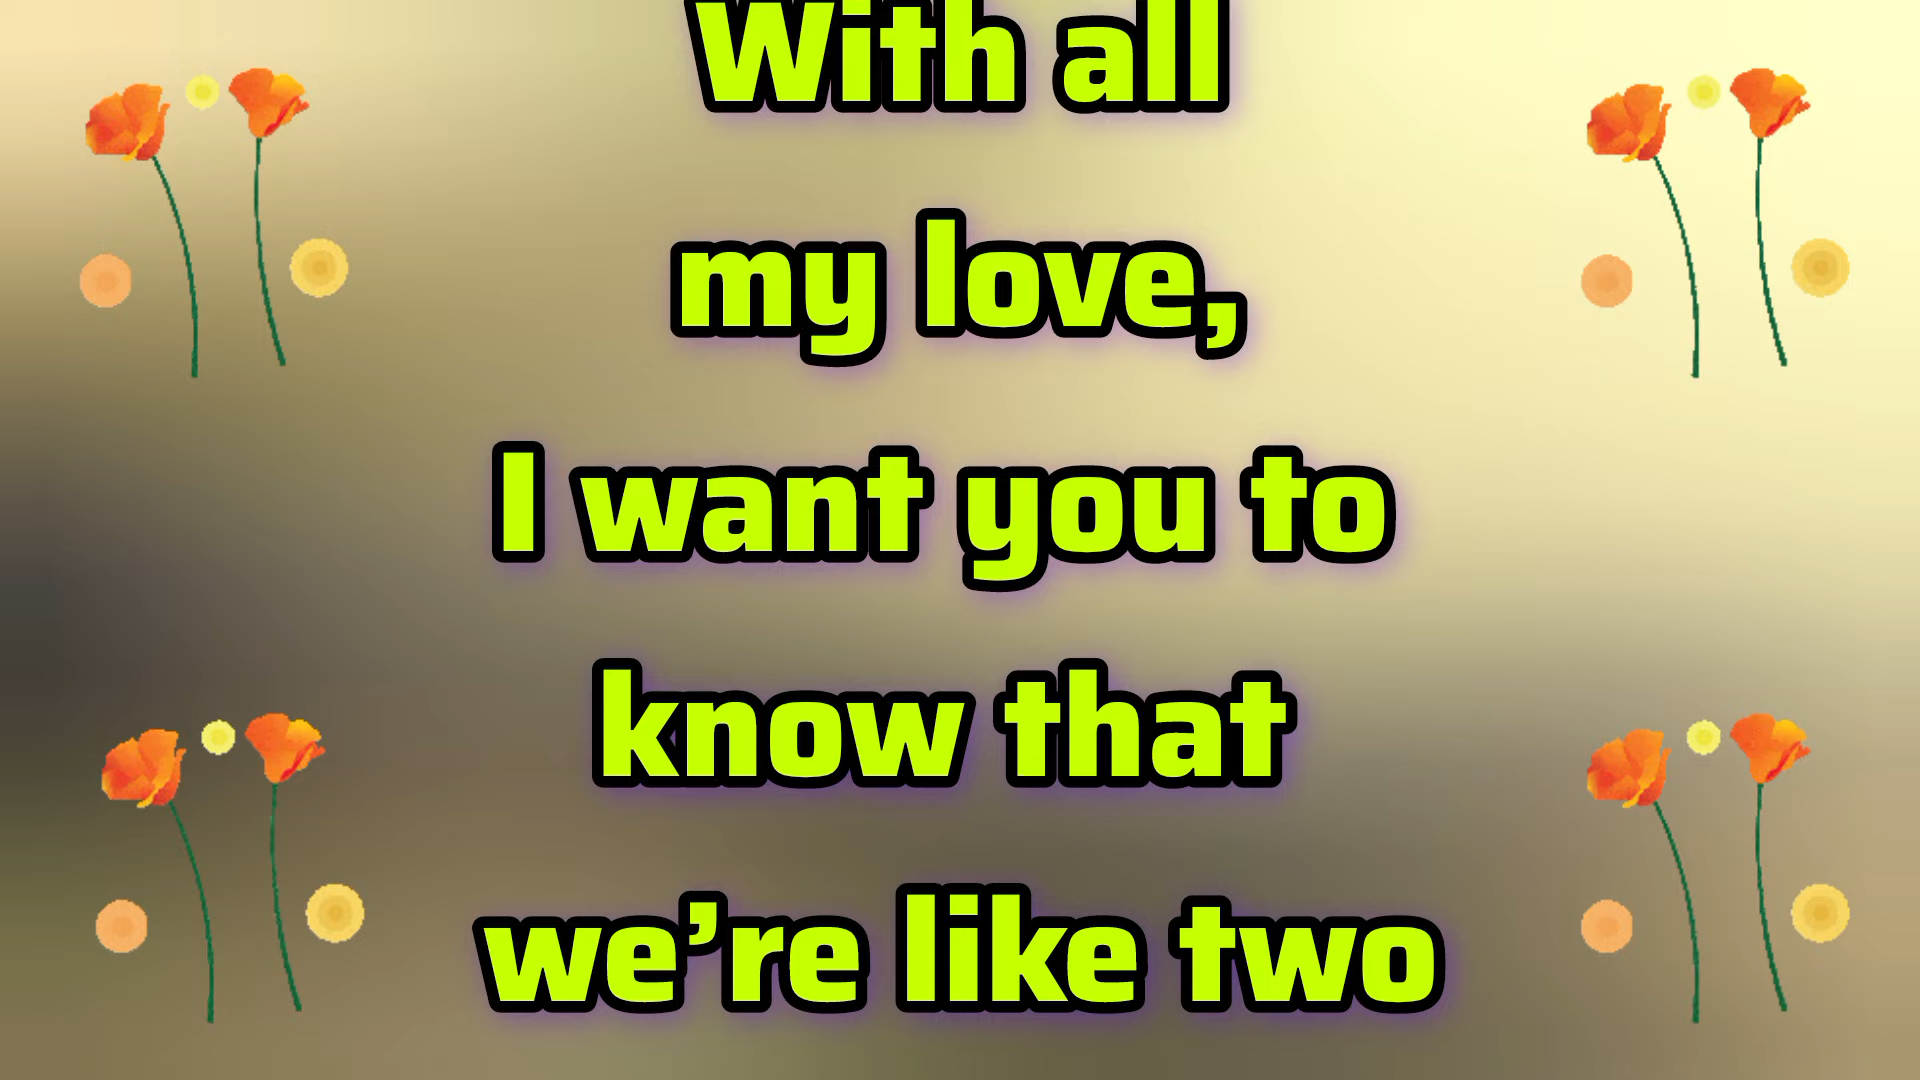 With all
my love,
I want you to
know that
we’re like two